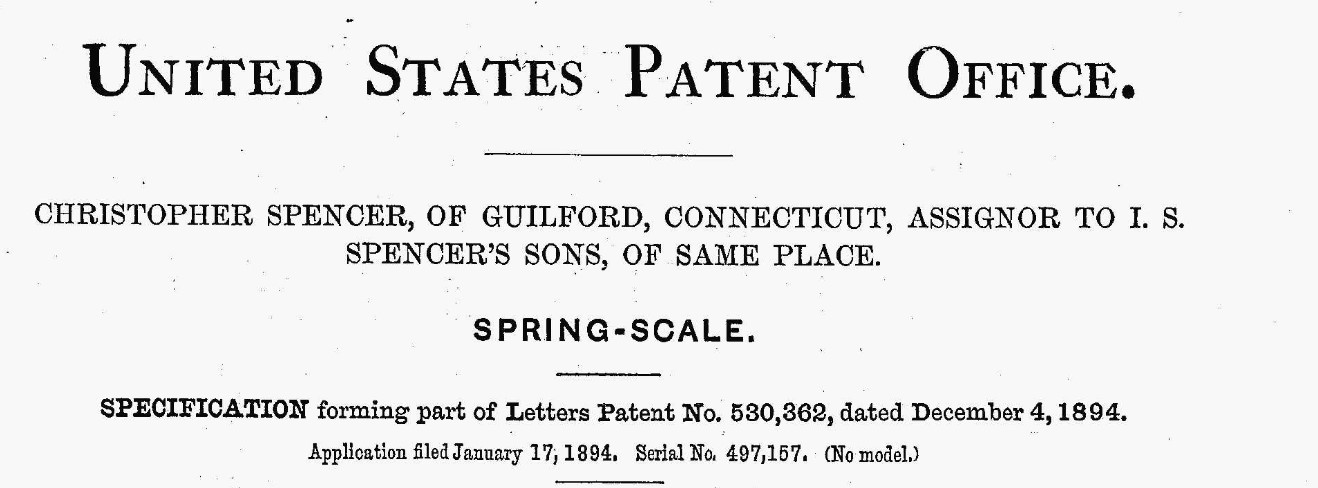 UNITED STATES PATENT OFFICE.
CHRISTOPHER SPENCER, OF GUILFORD, CONNECTICUT, ASSIGNOR TO I. S.
SPENCER'S SONS, OF SAME PLACE.
SPRING-SCALE.
SPECIFICATION forming part of Letters Patent No. 530,362, dated December 4, 1894.
Application filed January 17, 1894. Serial No. 497,157. (No model.)